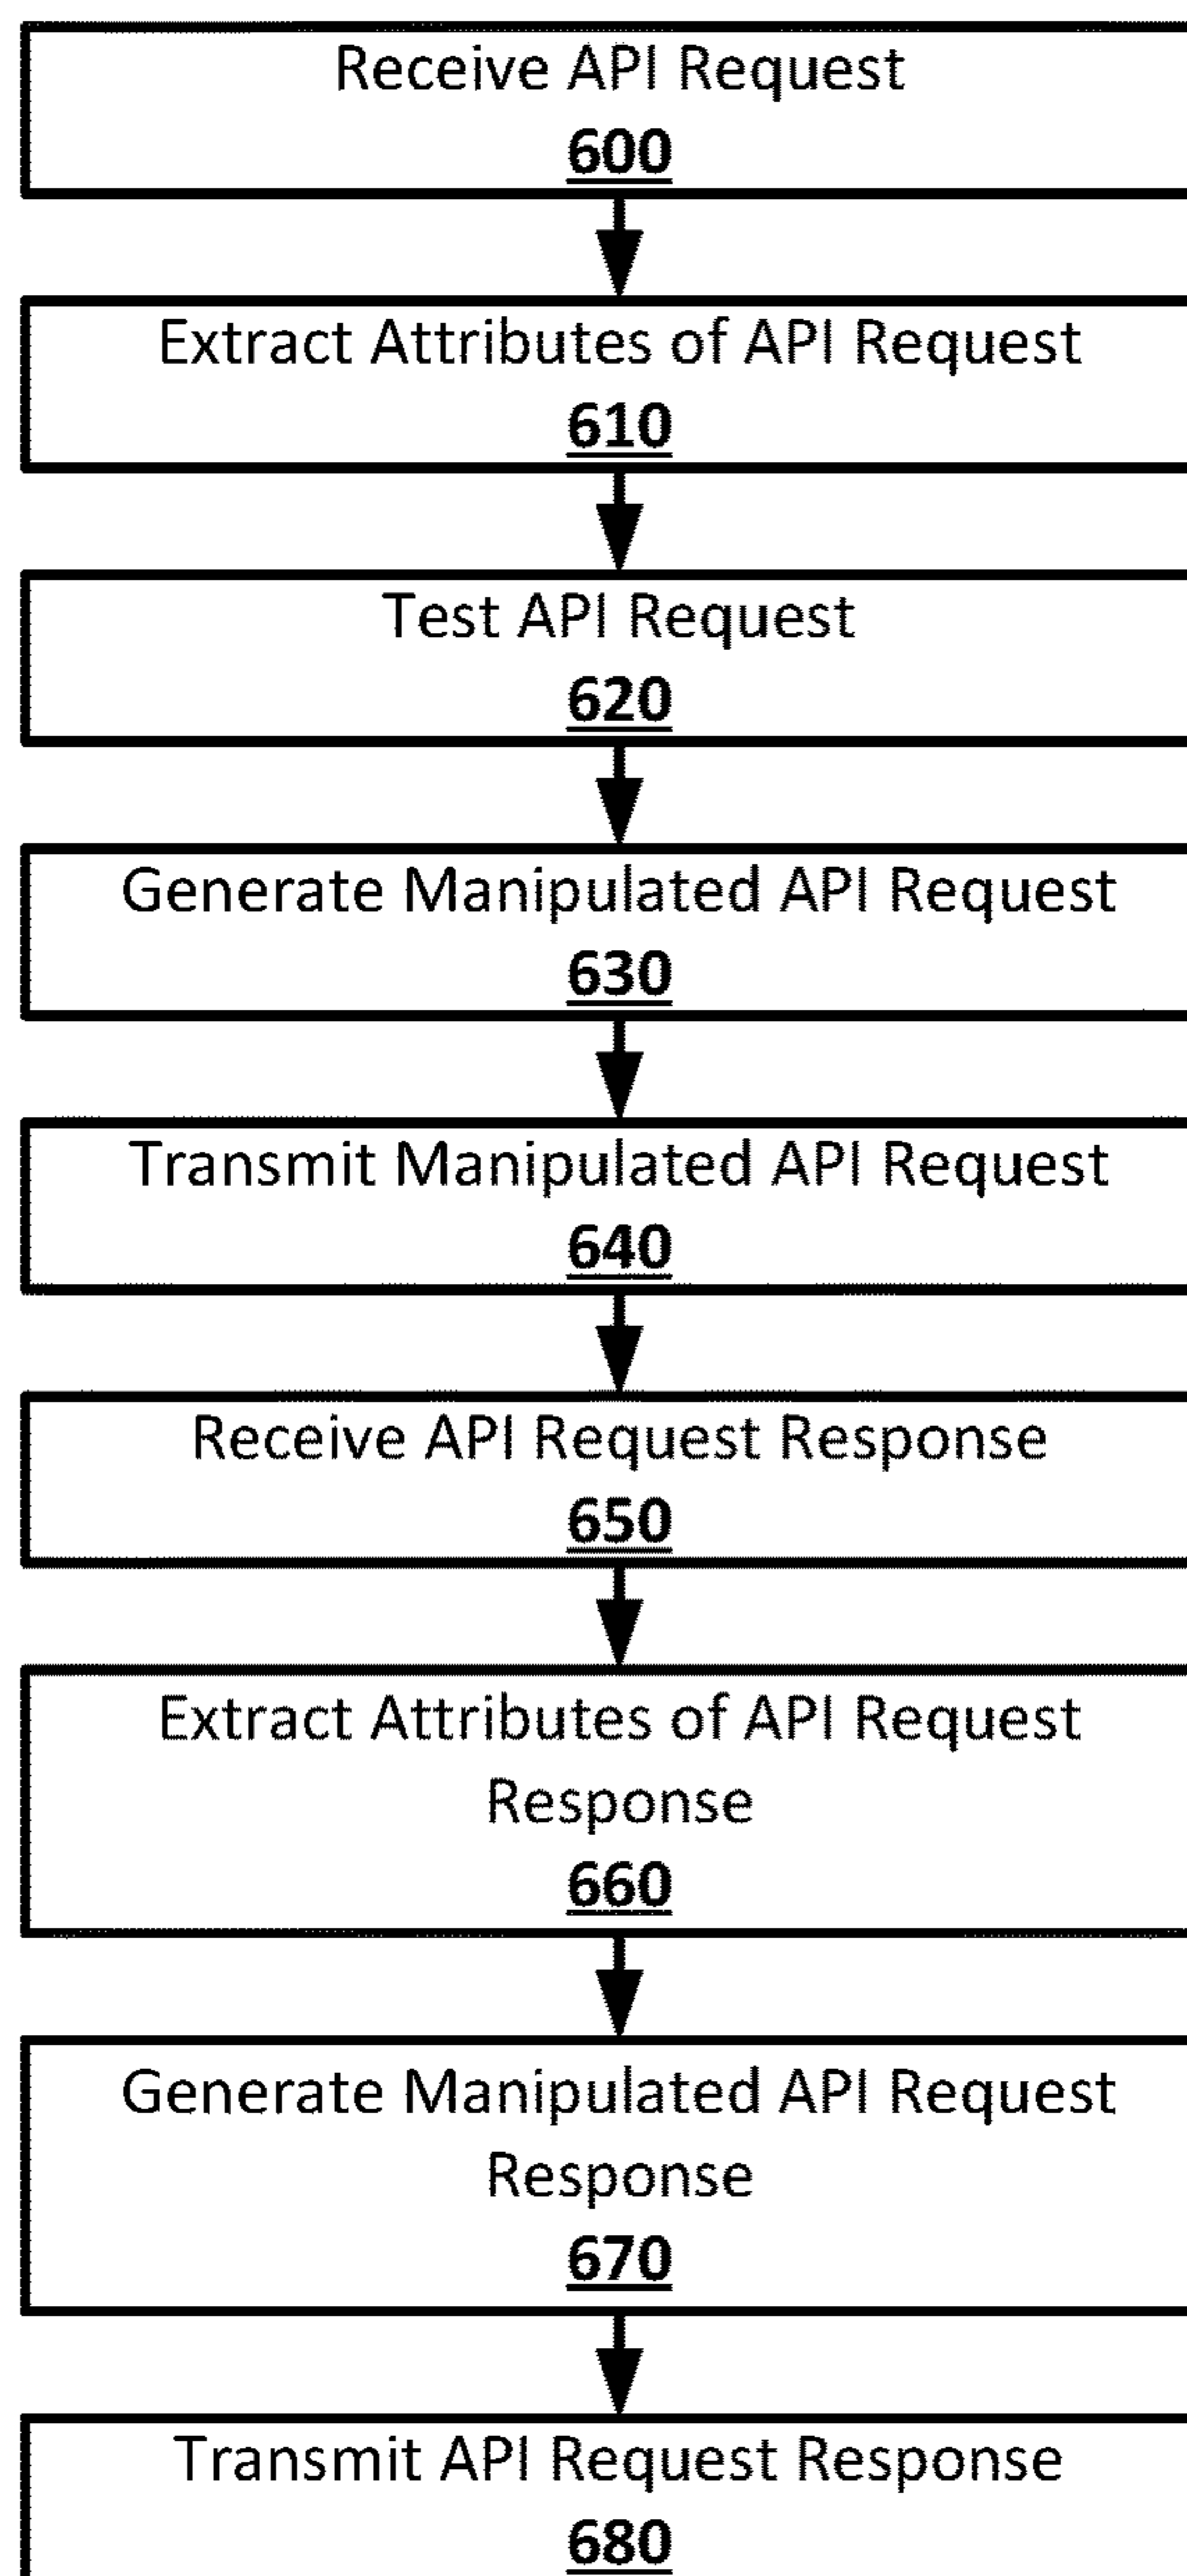 Receive API Request
600
Extract Attributes of API Request
610
Test API Request
620
Generate Manipulated API Request
630
Transmit Manipulated API Request
640
Receive API Request Response
650
Extract Attributes of API Request
Response
660
Generate Manipulated API Request
Response
670
Transmit API Request Response
680